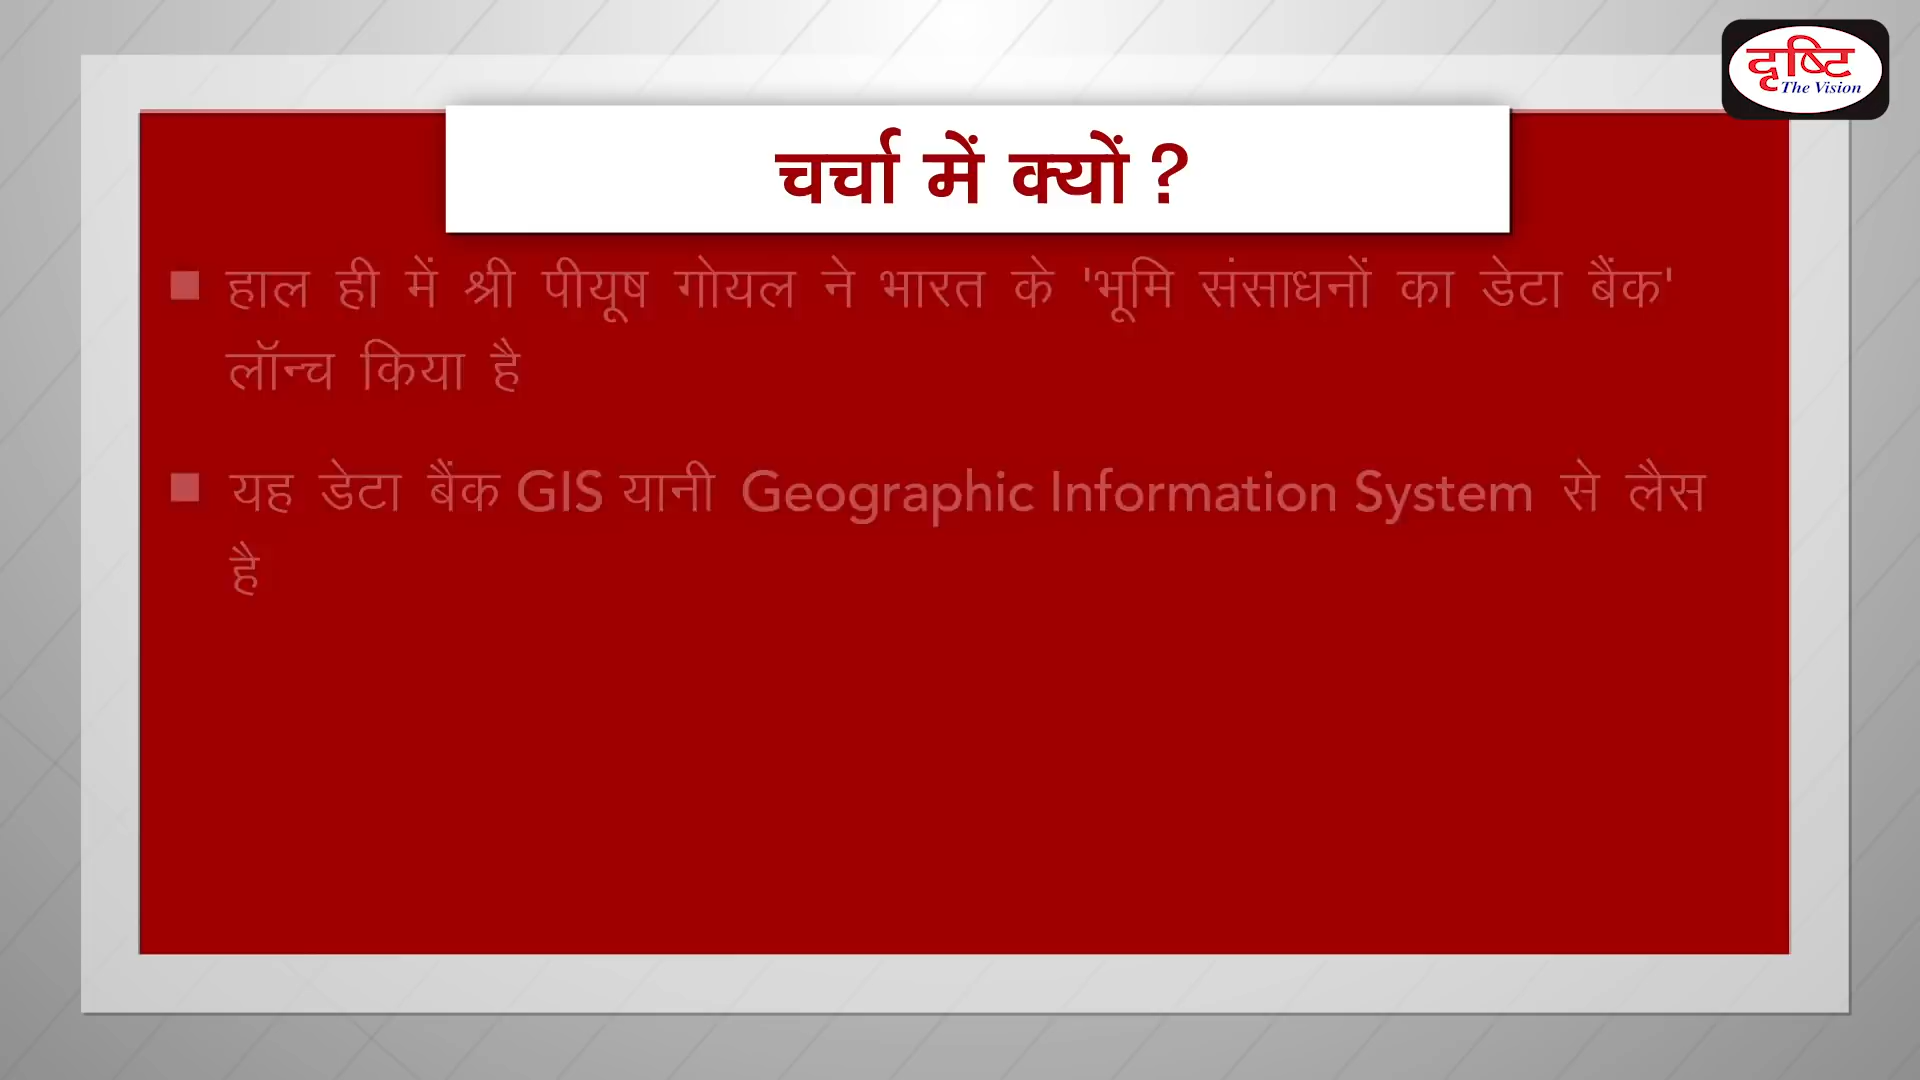 दृष्टि
The Vision
चर्चा में क्यों ?
■ हाल ही में श्री पीयूष गोयल ने भारत के 'भूमि संसाधनों का डेटा बैंक'
लॉन्च किया है
■ यह डेटा बैंक GIS यानी Geographic Information System से लैस
है